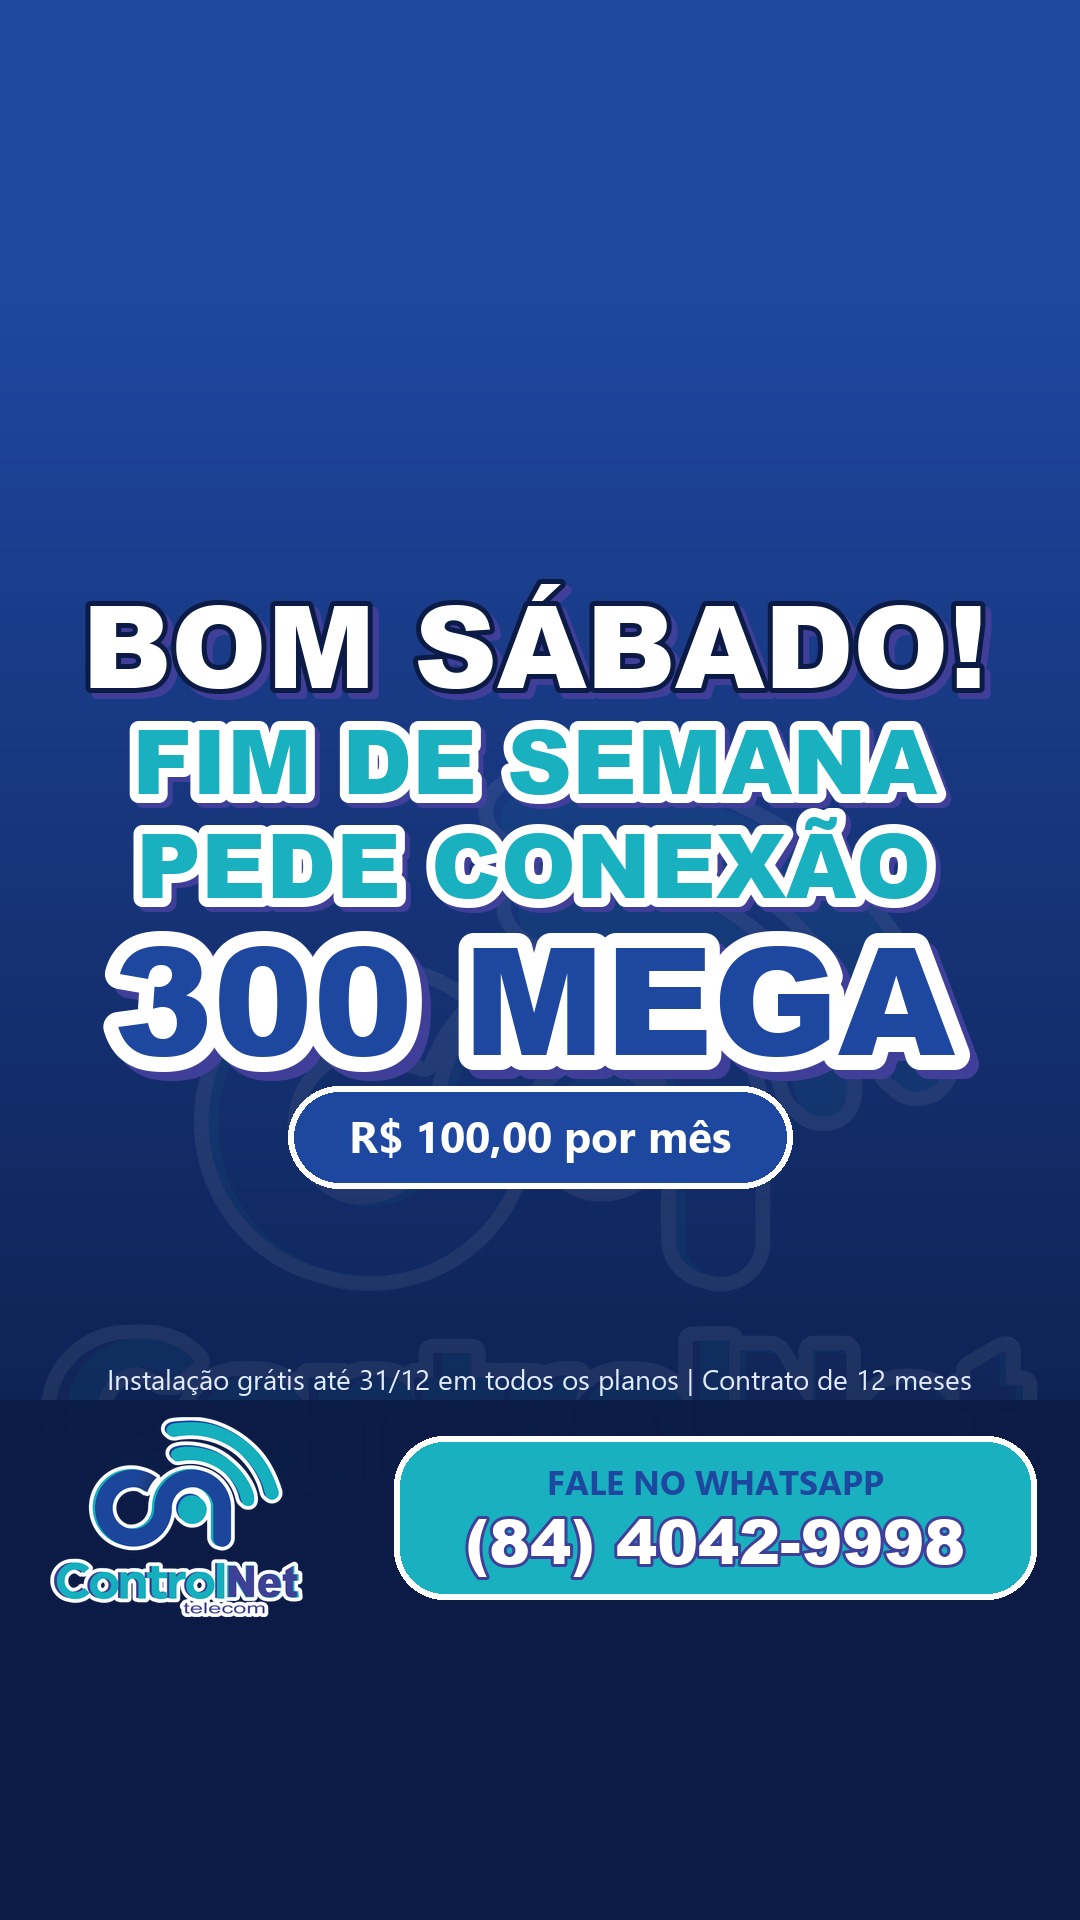 BOM SÁBADO!
FIM DE SEMANA
PEDE CONEXÃO
300 MEGA
R$ 100,00 por mês
Instalação grátis até 31/12 em todos os planos | Contrato de 12 meses
FALE NO WHATSAPP
(84) 4042-9998
ControlNet
telecom